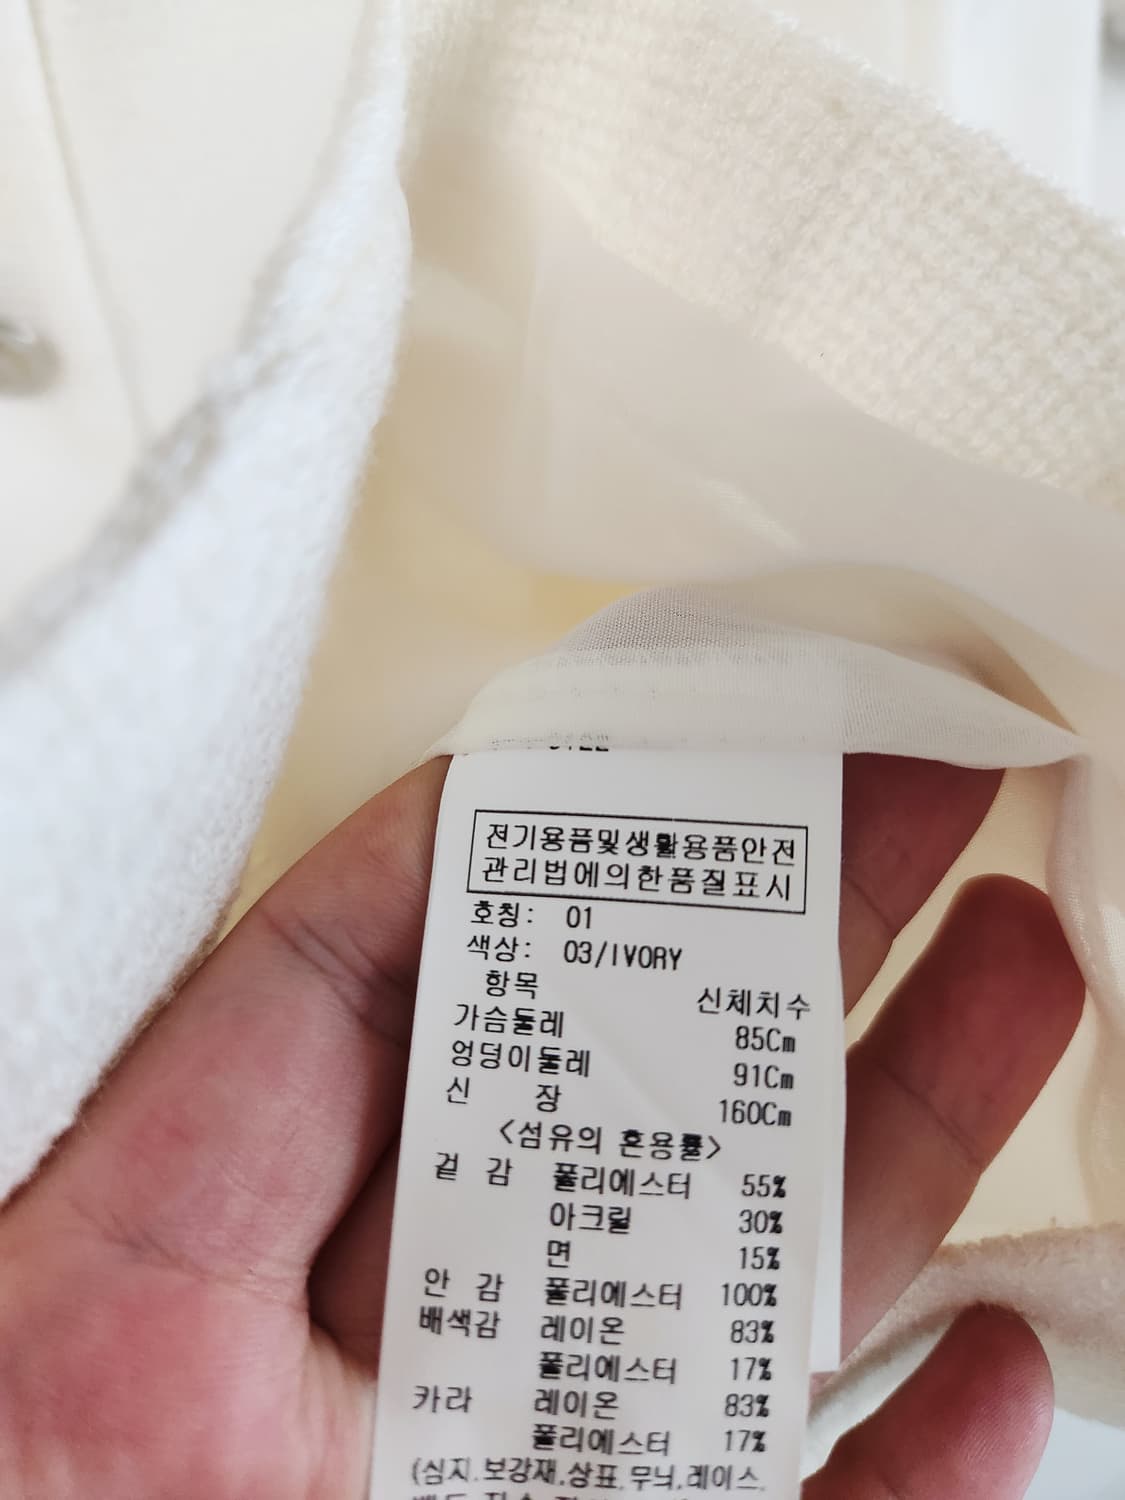 전기용품및생활용품안전
관리법에의한품질표시
호칭: 01
색상: 03/IVORY
항목 신체치수
가슴둘레 85Cm
엉덩이둘레 91Cm
신 장 160Cm
<섬유의 혼용률>
겉 감 폴리에스터 55%
아크릴 30%
면 15%
안 감 폴리에스터 100%
배색감 레이온 83%
폴리에스터 17%
카라 레이온 83%
폴리에스터 17%
(심지.보강재.상표.무늬.레이스.